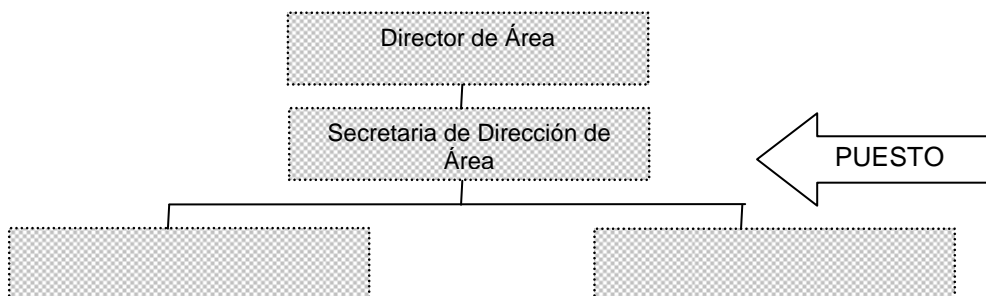 Director de Área
Secretaria de Dirección de
Área
PUESTO